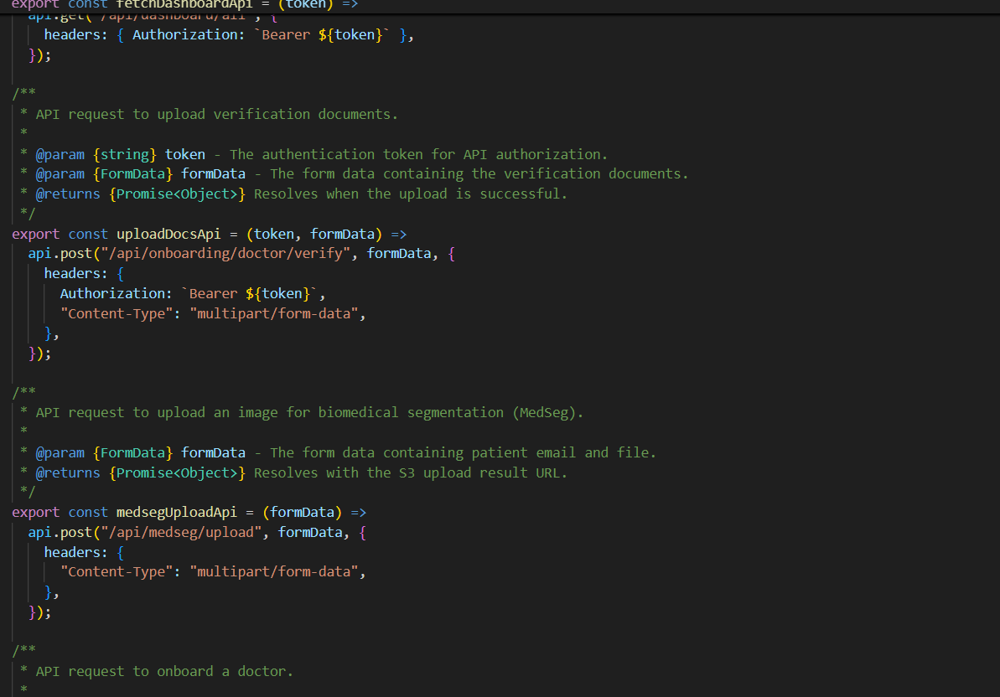 export const fetchDashboardApi = (token) =>
  api.get("/api/dashboard/all", {
    headers: { Authorization: `Bearer ${token}` },
  });

/**
 * API request to upload verification documents.
 *
 * @param {string} token - The authentication token for API authorization.
 * @param {FormData} formData - The form data containing the verification documents.
 * @returns {Promise<Object>} Resolves when the upload is successful.
 */
export const uploadDocsApi = (token, formData) =>
  api.post("/api/onboarding/doctor/verify", formData, {
    headers: {
      Authorization: `Bearer ${token}`,
      "Content-Type": "multipart/form-data",
    },
  });

/**
 * API request to upload an image for biomedical segmentation (MedSeg).
 *
 * @param {FormData} formData - The form data containing patient email and file.
 * @returns {Promise<Object>} Resolves with the S3 upload result URL.
 */
export const medsegUploadApi = (formData) =>
  api.post("/api/medseg/upload", formData, {
    headers: {
      "Content-Type": "multipart/form-data",
    },
  });

/**
 * API request to onboard a doctor.
 *